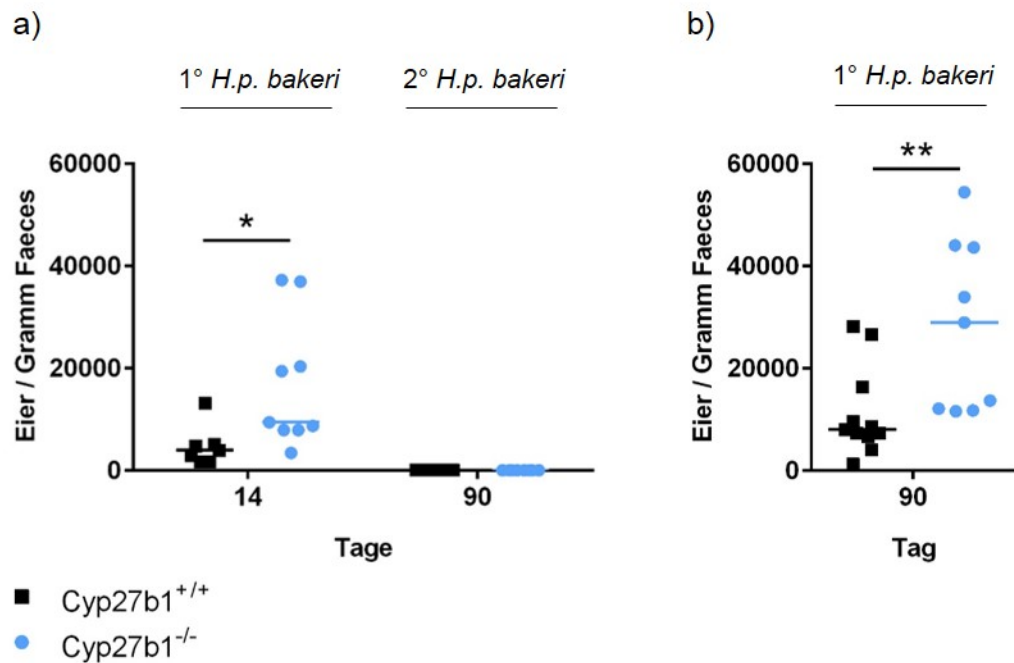 a)
1° H.p. bakeri
2° H.p. bakeri
Eier / Gramm Faeces
60000
40000
20000
0
*
14
90
Tage
b)
1° H.p. bakeri
Eier / Gramm Faeces
60000
40000
20000
0
**
90
Tag
Cyp27b1+/+
Cyp27b1-/-